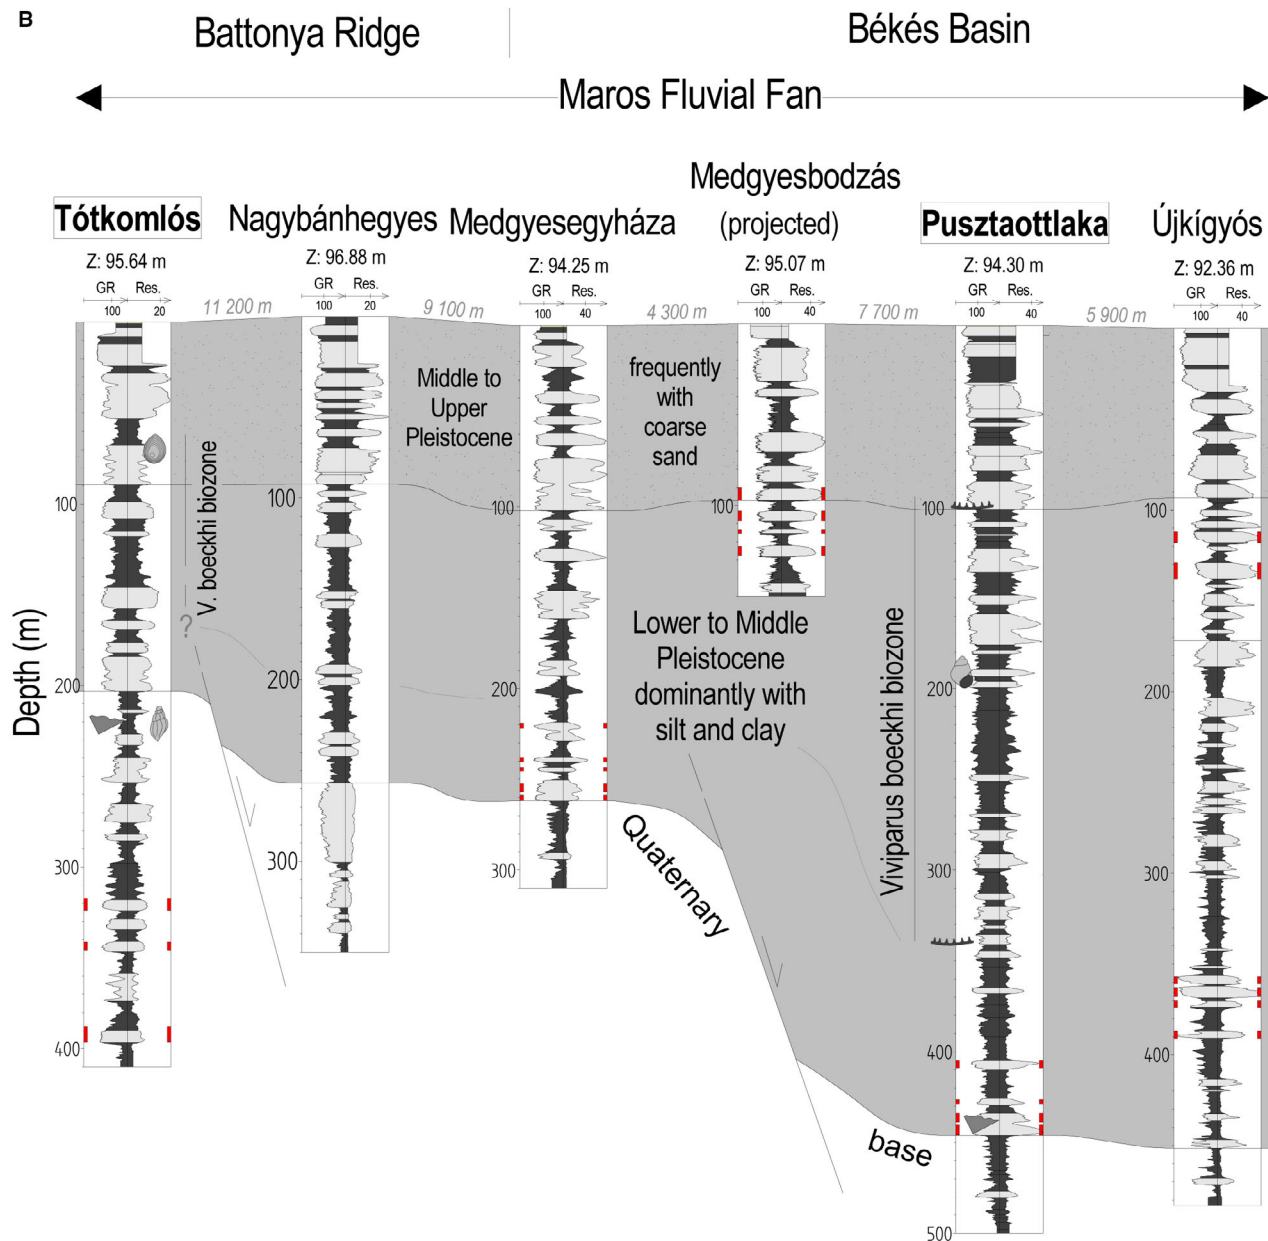 B
Battonya Ridge
Békés Basin
Maros Fluvial Fan
Tótkomlós
Z: 95.64 m
GR Res.
100 20
11 200 m
Nagybánhegyes
Z: 96.88 m
GR Res.
100 20
9 100 m
Medgyesegyháza
Z: 94.25 m
GR Res.
100 40
4 300 m
Medgyesbodzás
(projected)
Z: 95.07 m
GR Res.
100 40
7 700 m
Pusztaottlaka
Z: 94.30 m
GR Res.
100 40
5 900 m
Újkígyós
Z: 92.36 m
GR Res.
100 40
Middle to
Upper
Pleistocene
frequently
with
coarse
sand
Depth (m)
100
200
300
400
V. boeckhi biozone
?
100
200
300
100
200
300
100
Lower to Middle
Pleistocene
dominantly with
silt and clay
Viviparus boeckhi biozone
Quaternary
base
100
200
300
400
500
100
200
300
400